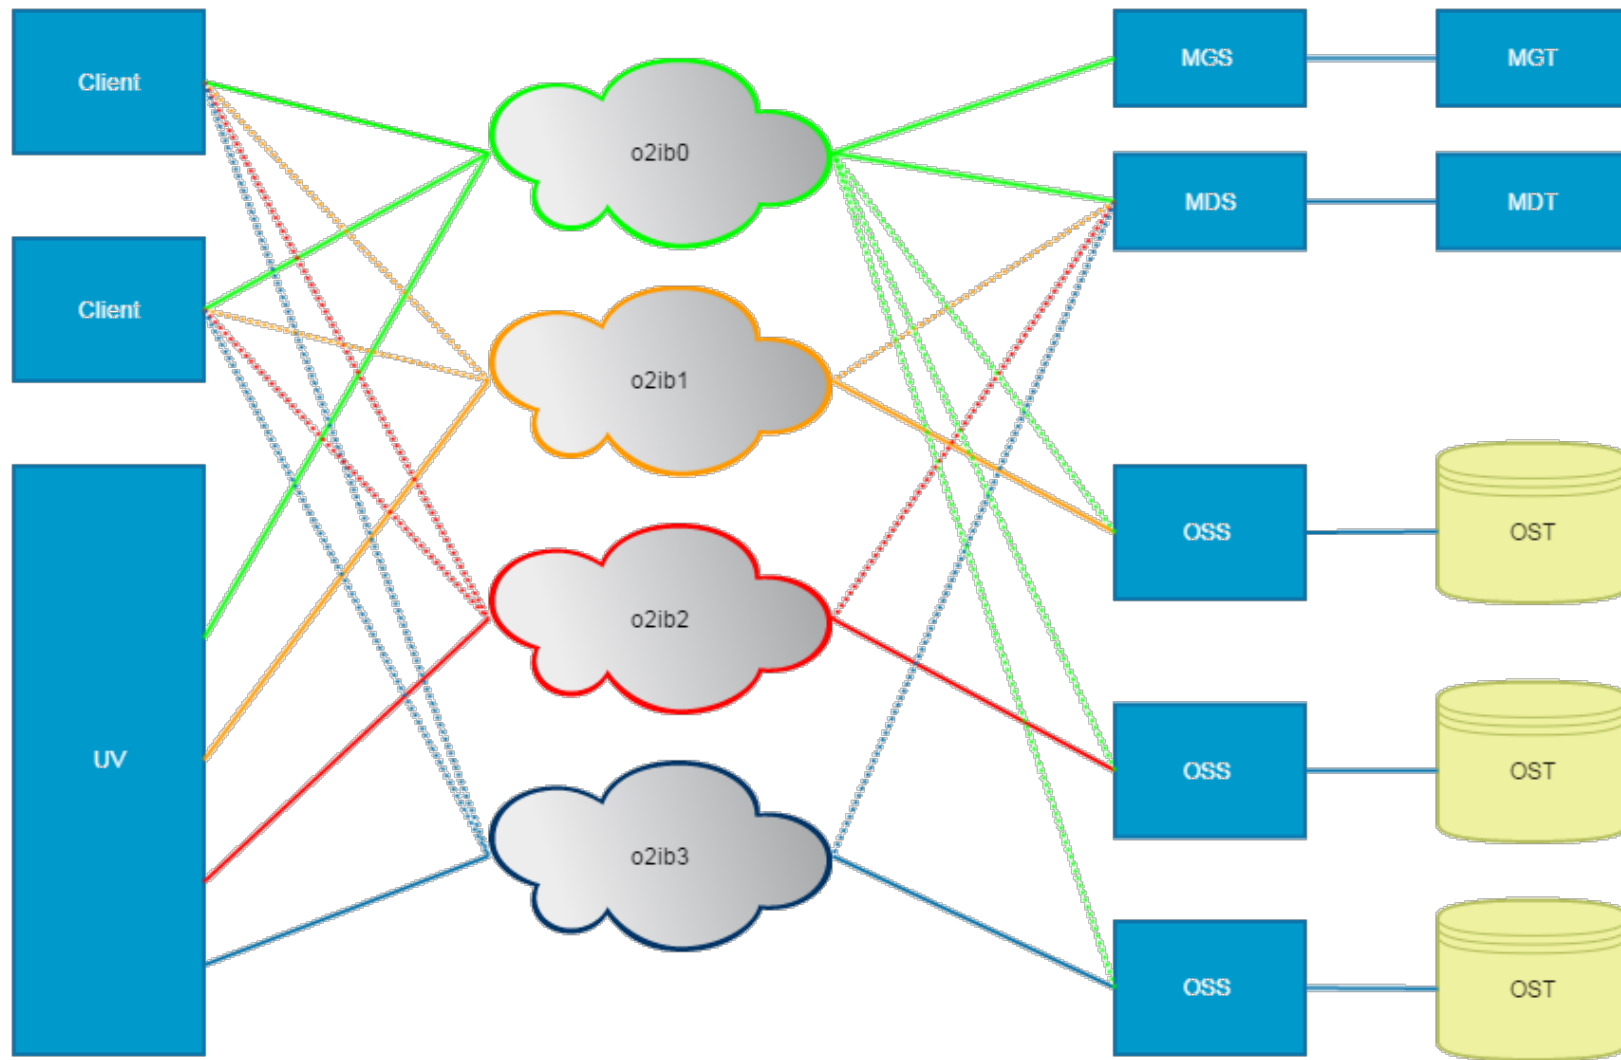 Client
o2ib0
MGS
MGT
MDS
MDT
Client
o2ib1
OSS
OST
o2ib2
UV
OSS
OST
o2ib3
OSS
OST